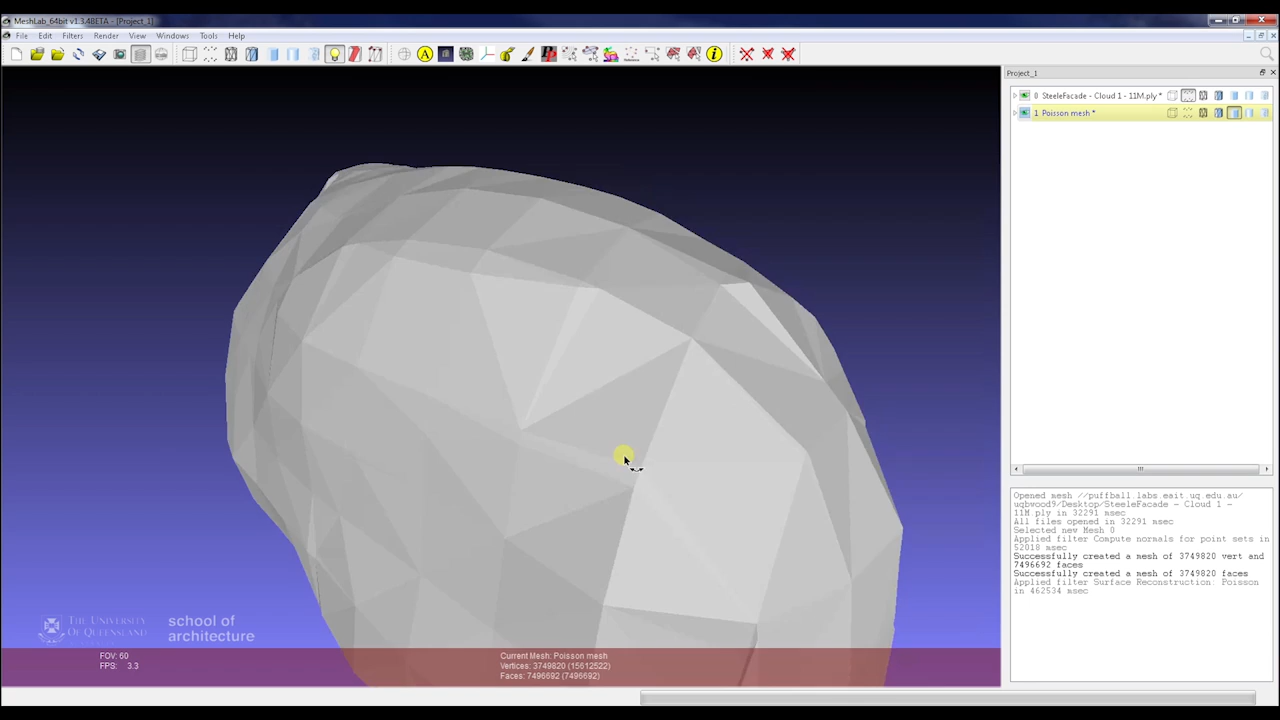 MeshLab_64bit v1.3.4BETA - [Project_1]
File Edit Filters Render View Windows Tools Help
Project_1
0 SteeleFacade - Cloud 1 - 11M.ply *
1 Poisson mesh *
Opened mesh //puffball.labs.eait.uq.edu.au/
uqbwood9/Desktop/SteeleFacade - Cloud 1 -
11M ply in 32291 msec
All files opened in 32291 msec
Selected new Mesh 0
Applied filter Compute normals for point sets in
52018 msec
Successfully created a mesh of 3749820 vert and
7496692 faces
Successfully created a mesh of 3749820 faces
Applied filter Surface Reconstruction: Poisson
in 462534 msec
THE UNIVERSITY
OF QUEENSLAND
AUSTRALIA
school of
architecture
FOV: 60
FPS: 3.3
Current Mesh: Poisson mesh
Vertices: 3749820 (15612522)
Faces: 7496692 (7496692)